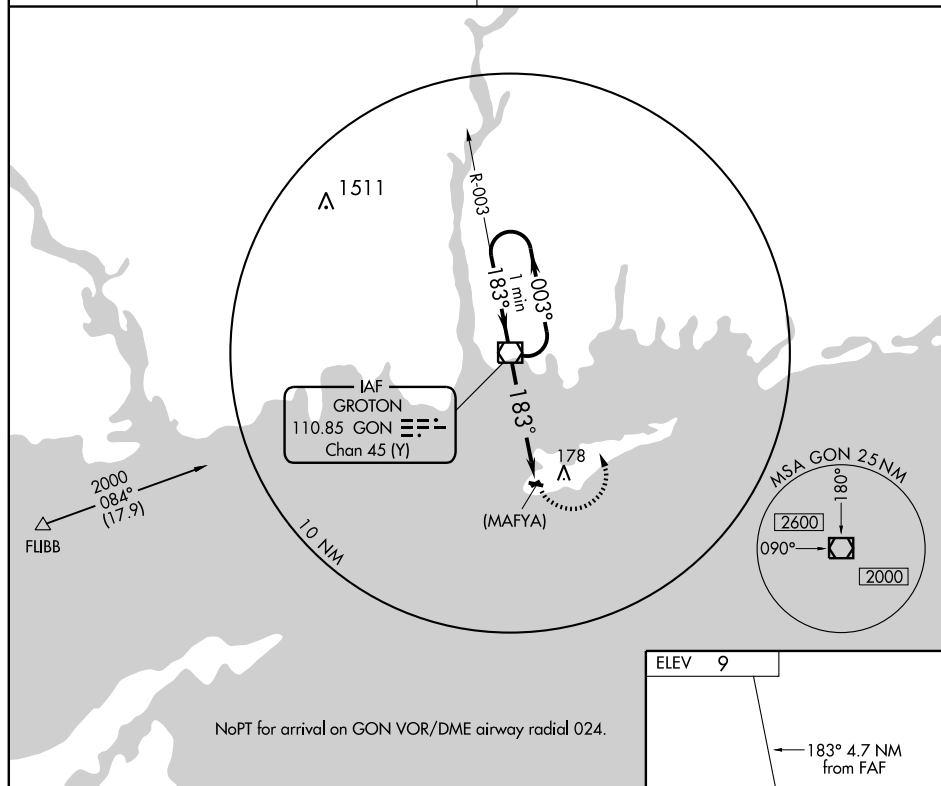 1511
R-003
183°
1 min
003°
IAF
GROTON
110.85 GON
Chan 45 (Y)
183°
178
(MAFYA)
2000
084°
(17.9)
FLIBB
10 NM
MSA GON 25 NM
180°
2600
090°
2000
NoPT for arrival on GON VOR/DME airway radial 024.
ELEV 9
183° 4.7 NM
from FAF